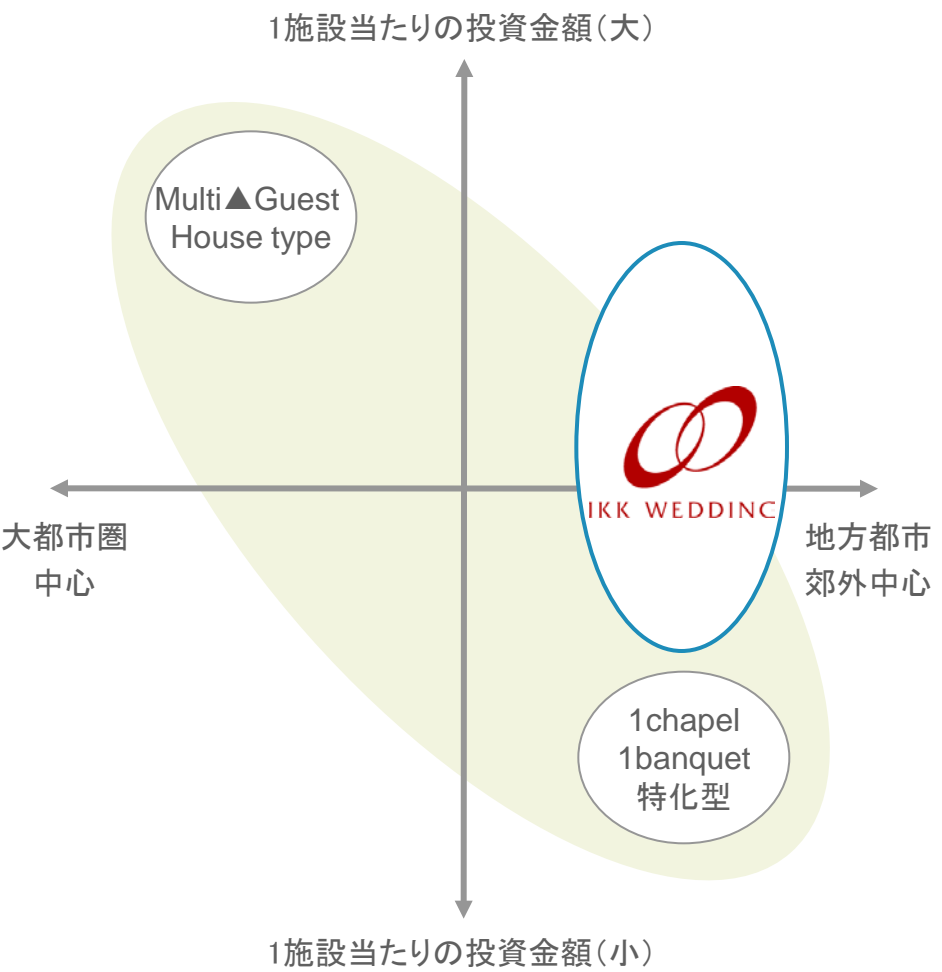 1施設当たりの投資金額（大）
Multi▲Guest
House type
IKK WEDDING
大都市圏
中心
地方都市
郊外中心
1chapel
1banquet
特化型
1施設当たりの投資金額（小）